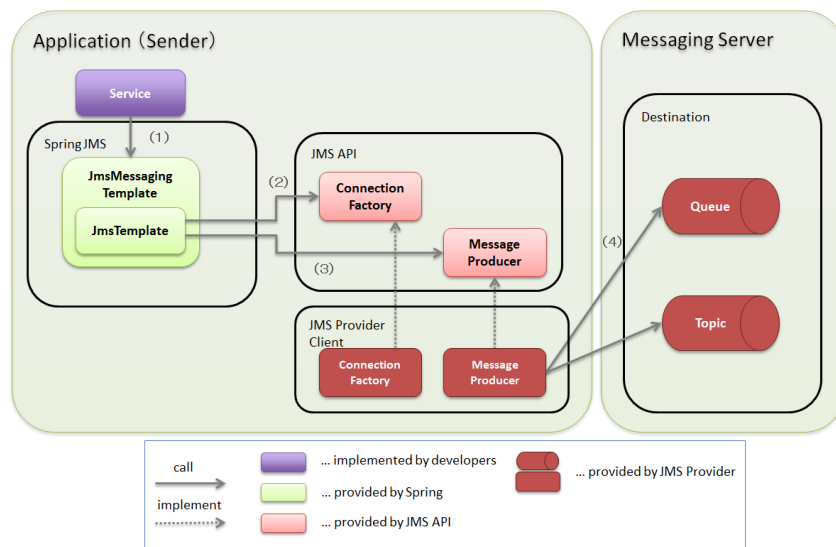 Application（Sender）
Messaging Server
Service
(1)
Spring JMS
JmsMessaging
Template
JmsTemplate
(2)
(3)
JMS API
Connection
Factory
Message
Producer
JMS Provider
Client
Connection
Factory
Message
Producer
(4)
Destination
Queue
Topic
call
implement
... implemented by developers
... provided by Spring
... provided by JMS API
... provided by JMS Provider